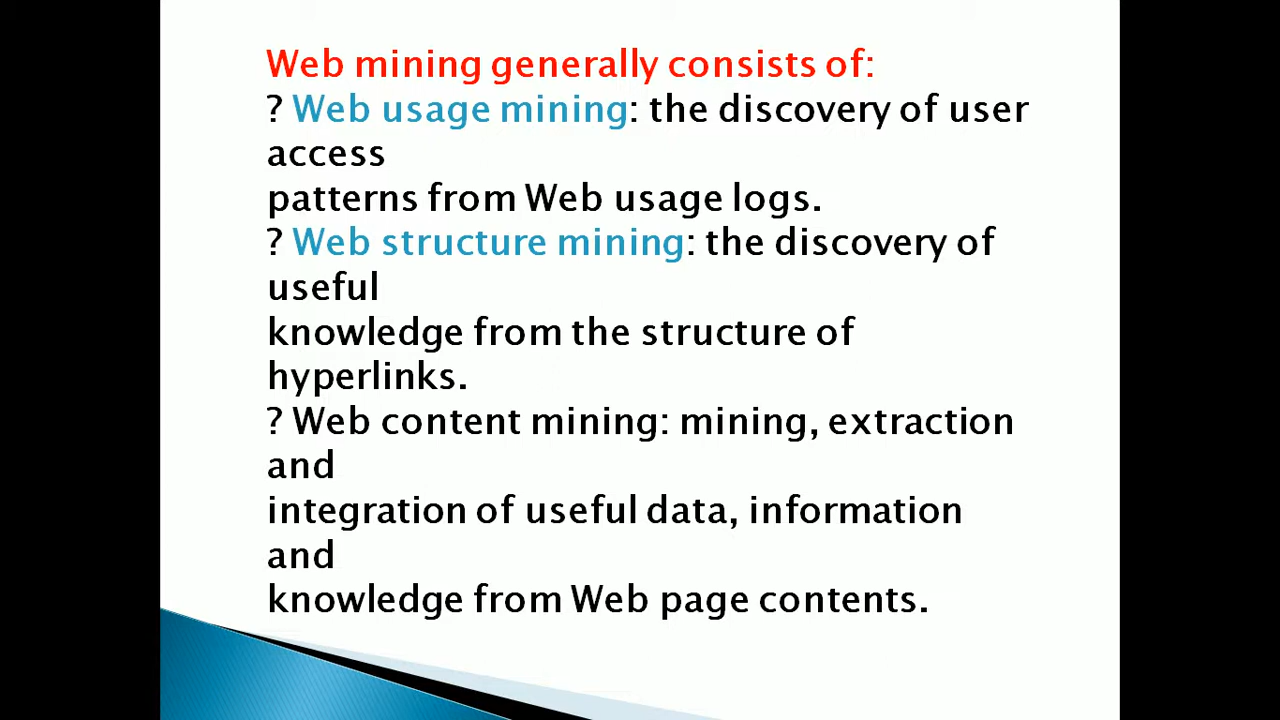 Web mining generally consists of:
? Web usage mining: the discovery of user
access
patterns from Web usage logs.
? Web structure mining: the discovery of
useful
knowledge from the structure of
hyperlinks.
? Web content mining: mining, extraction
and
integration of useful data, information
and
knowledge from Web page contents.